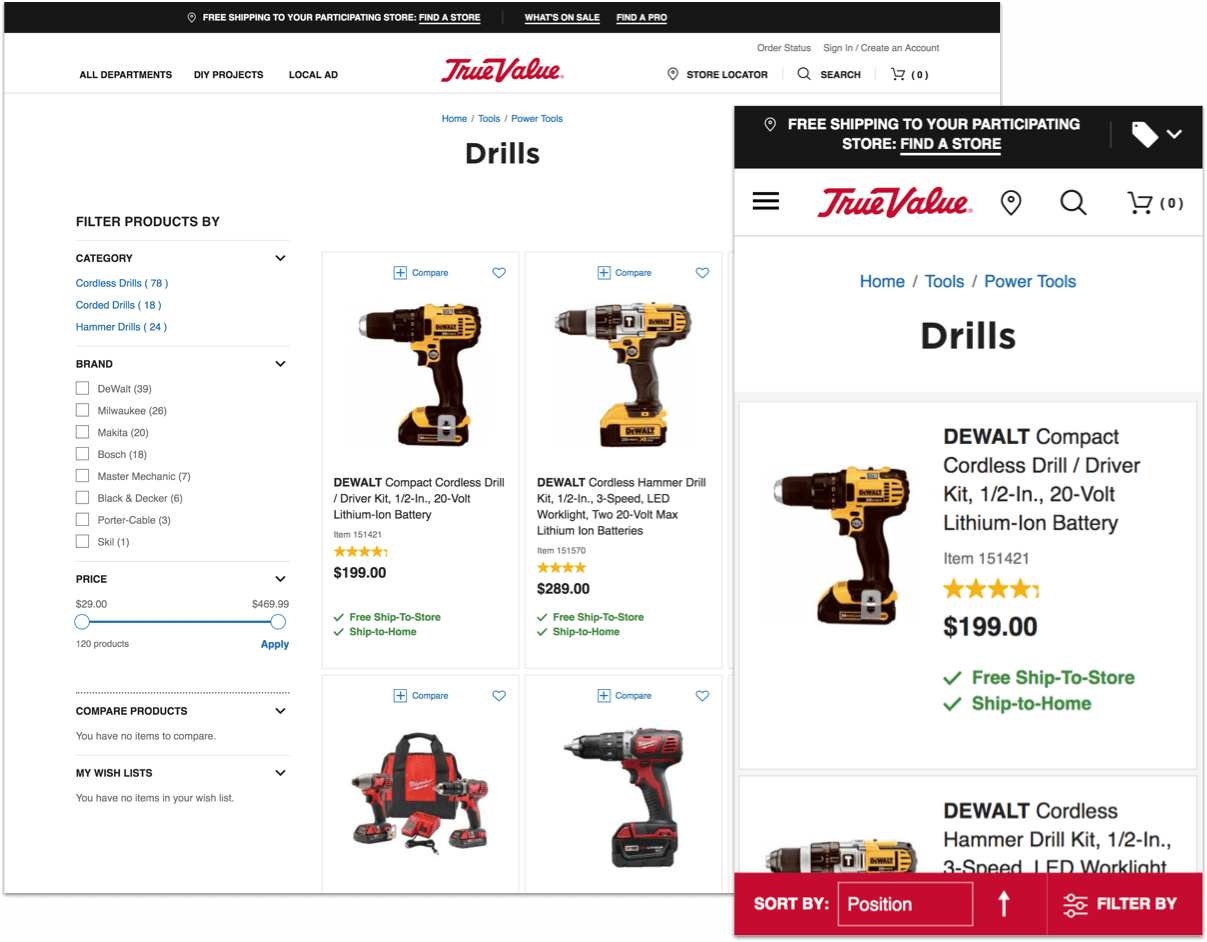 FREE SHIPPING TO YOUR PARTICIPATING STORE: FIND A STORE
WHAT'S ON SALE
FIND A PRO
Order Status
Sign In / Create an Account
ALL DEPARTMENTS
DIY PROJECTS
LOCAL AD
True Value®
STORE LOCATOR
SEARCH
( 0 )
Home / Tools / Power Tools
Drills
FILTER PRODUCTS BY
CATEGORY
Cordless Drills ( 78 )
Corded Drills ( 18 )
Hammer Drills ( 24 )
BRAND
DeWalt (39)
Milwaukee (26)
Makita (20)
Bosch (18)
Master Mechanic (7)
Black & Decker (6)
Porter-Cable (3)
Skil (1)
PRICE
$29.00
$469.99
120 products
Apply
COMPARE PRODUCTS
You have no items to compare.
MY WISH LISTS
You have no items in your wish list.
Compare
DEWALT
DEWALT Compact Cordless Drill
/ Driver Kit, 1/2-In., 20-Volt
Lithium-Ion Battery
Item 151421
$199.00
Free Ship-To-Store
Ship-to-Home
Compare
DEWALT
DEWALT
DEWALT Cordless Hammer Drill
Kit, 1/2-In., 3-Speed, LED
Worklight, Two 20-Volt Max
Lithium Ion Batteries
Item 151570
$289.00
Free Ship-To-Store
Ship-to-Home
Compare
Milwaukee
Compare
Milwaukee
FREE SHIPPING TO YOUR PARTICIPATING
STORE: FIND A STORE
True Value®
( 0 )
Home / Tools / Power Tools
Drills
DEWALT
DEWALT Compact
Cordless Drill / Driver
Kit, 1/2-In., 20-Volt
Lithium-Ion Battery
Item 151421
$199.00
Free Ship-To-Store
Ship-to-Home
DEWALT
DEWALT Cordless
Hammer Drill Kit, 1/2-In.,
3-Speed, LED Worklight,
SORT BY:
Position
FILTER BY